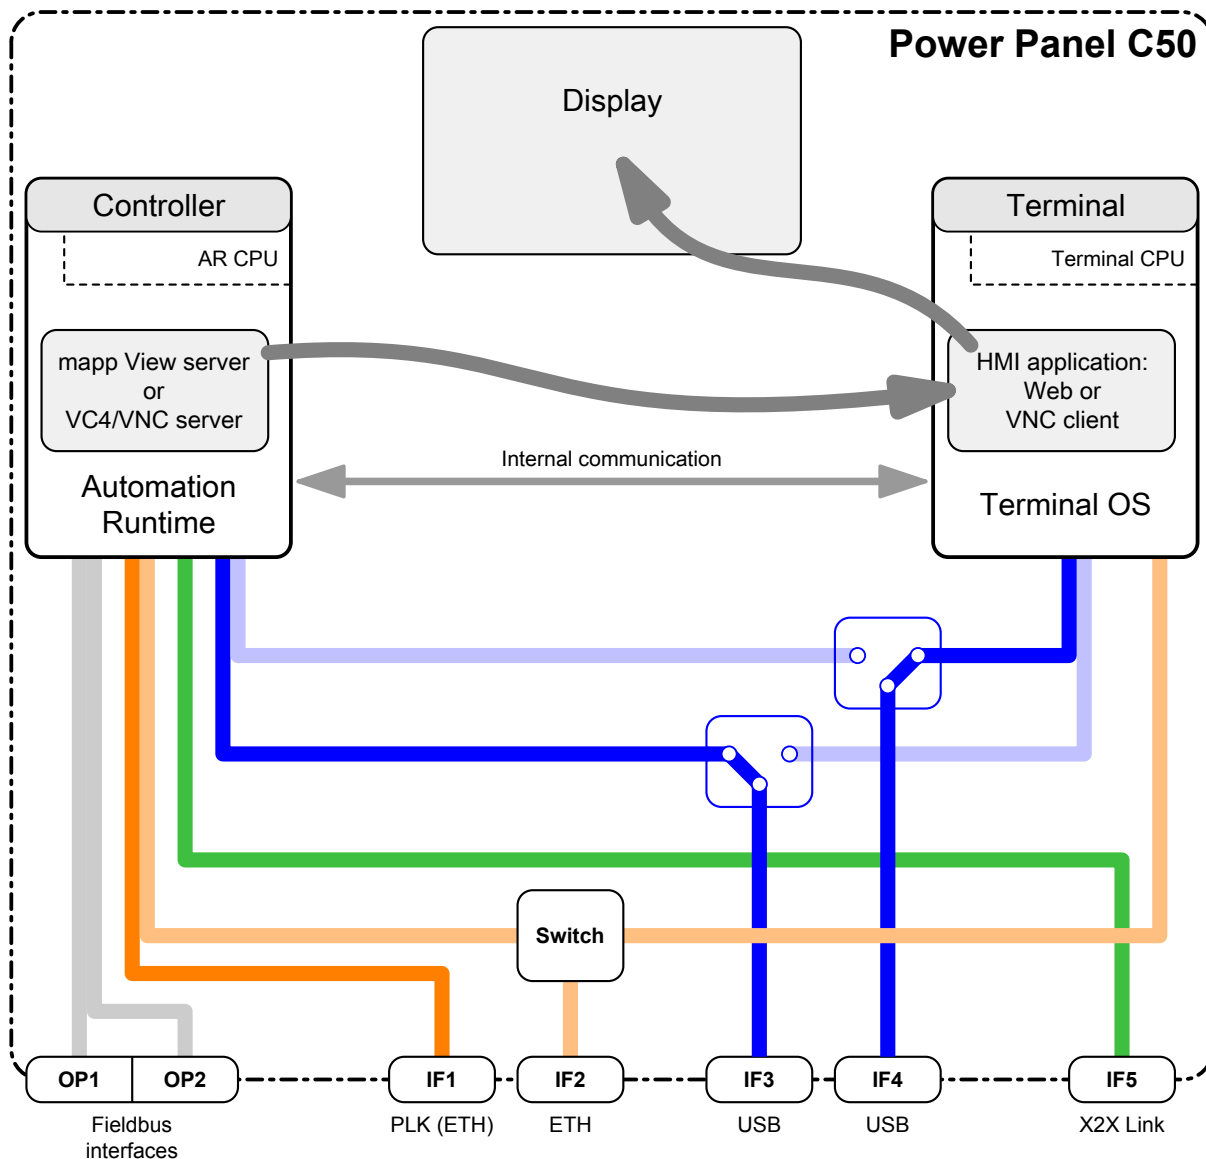 Power Panel C50
Display
Controller
AR CPU
mapp View server
or
VC4/VNC server
Automation
Runtime
Terminal
Terminal CPU
HMI application:
Web or
VNC client
Terminal OS
Internal communication
Switch
OP1
OP2
IF1
IF2
IF3
IF4
IF5
Fieldbus
interfaces
PLK (ETH)
ETH
USB
USB
X2X Link